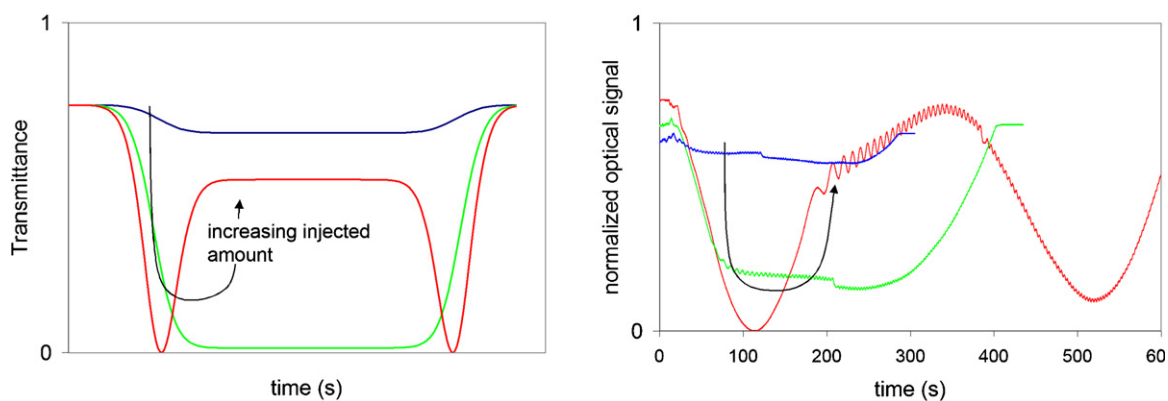 1
Transmittance
increasing injected
amount
0
time (s)
1
normalized optical signal
0
0 100 200 300 400 500 600
time (s)